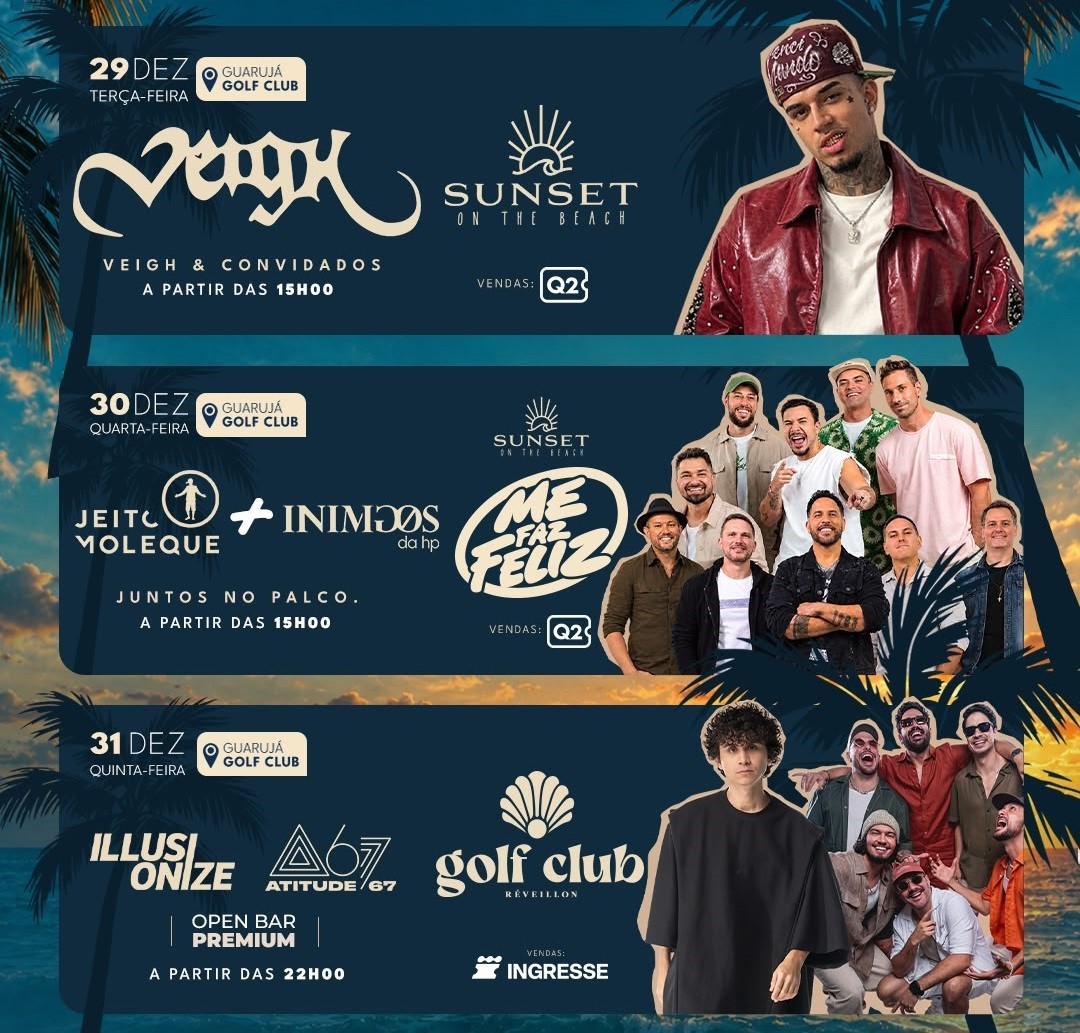 29 DEZ
TERÇA-FEIRA
GUARUJÁ
GOLF CLUB
Veigh
SUNSET
ON THE BEACH
VEIGH & CONVIDADOS
A PARTIR DAS 15H00
VENDAS: Q2
30 DEZ
QUARTA-FEIRA
GUARUJÁ
GOLF CLUB
SUNSET
ON THE BEACH
JEITO
MOLEQUE
+
INIMIGOS
da hp
ME
FAZ
FELIZ
JUNTOS NO PALCO.
A PARTIR DAS 15H00
VENDAS: Q2
31 DEZ
QUINTA-FEIRA
GUARUJÁ
GOLF CLUB
ILLUSI
ONIZE
A67
ATITUDE 67
golf club
RÉVEILLON
OPEN BAR
PREMIUM
A PARTIR DAS 22H00
VENDAS:
INGRESSE